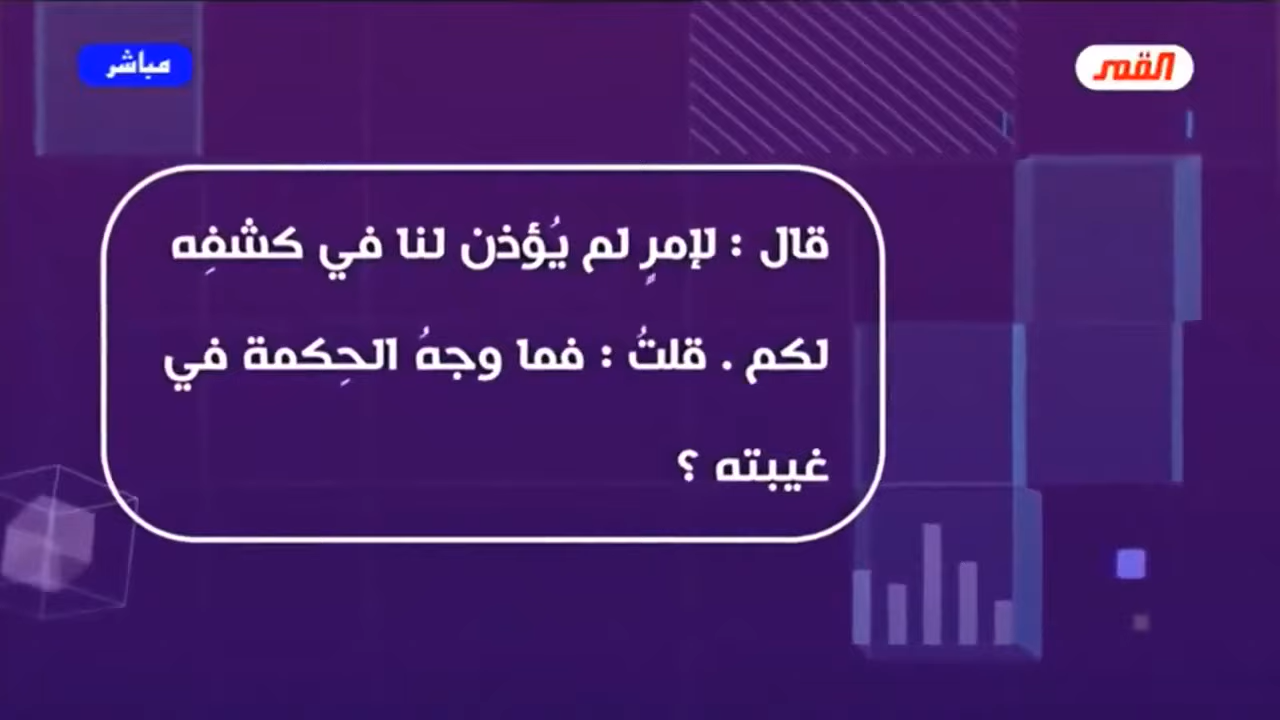 مباشر
القمر
قال : لإمرٍ لم يُؤذن لنا في كشفِه
لكم . قلتُ : فما وجهُ الحِكمة في
غيبته ؟